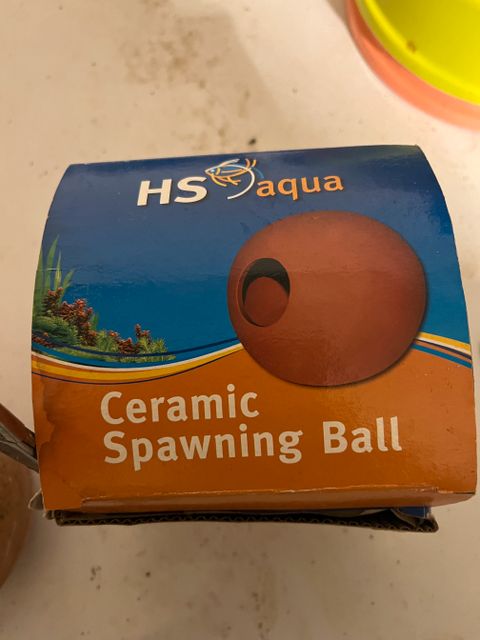 HS aqua
Ceramic
Spawning Ball